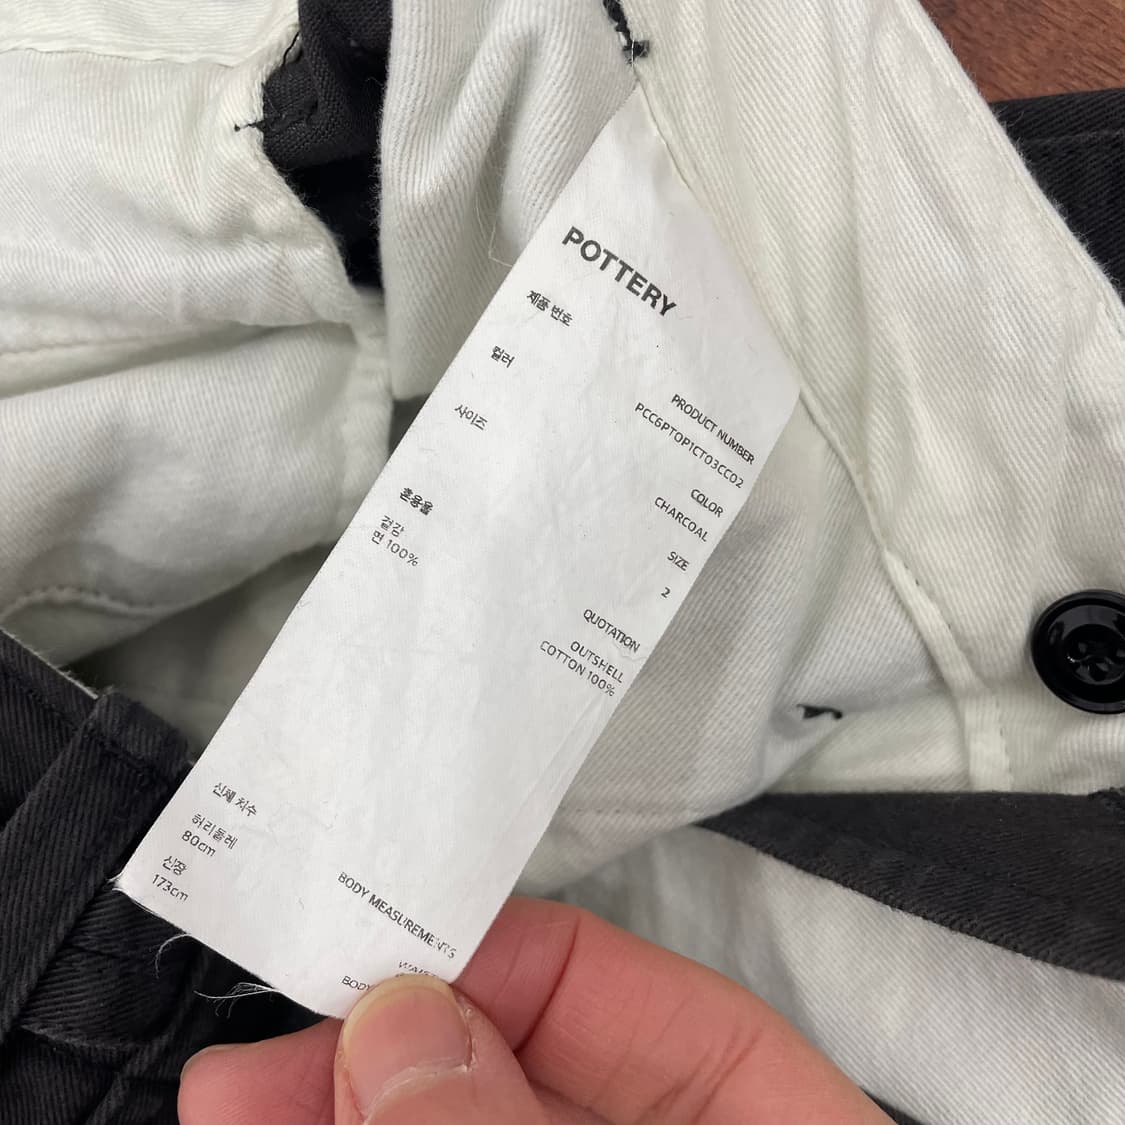 POTTERY
제품 번호
PRODUCT NUMBER
PCC6PT0P1CT03CC02
컬러
COLOR
CHARCOAL
사이즈
SIZE
2
혼용율
QUOTATION
겉감
면 100%
OUTSHELL
COTTON 100%
신체 치수
BODY MEASUREMENTS
허리둘레
80cm
신장
173cm
BODY